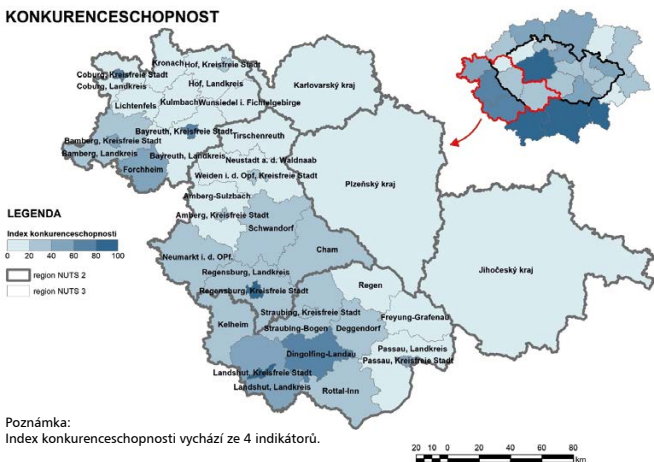 KONKURENCESCHOPNOST
Kronach
Hof, Kreisfreie Stadt
Coburg, Kreisfreie Stadt
Coburg, Landkreis
Hof, Landkreis
Karlovarský kraj
Lichtenfels
Kulmbach
Wunsiedel i. Fichtelgebirge
Bayreuth, Kreisfreie Stadt
Bamberg, Kreisfreie Stadt
Tirschenreuth
Bamberg, Landkreis
Bayreuth, Landkreis
Neustadt a. d. Waldnaab
Forchheim
Weiden i. d. Opf, Kreisfreie Stadt
Plzeňský kraj
Amberg-Sulzbach
Amberg, Kreisfreie Stadt
Schwandorf
LEGENDA
Index konkurenceschopnosti
0 20 40 60 80 100
region NUTS 2
region NUTS 3
Neumarkt i. d. OPf.
Cham
Jihočeský kraj
Regensburg, Landkreis
Regen
Regensburg, Kreisfreie Stadt
Freyung-Grafenau
Straubing, Kreisfreie Stadt
Kelheim
Straubing-Bogen
Deggendorf
Passau, Landkreis
Dingolfing-Landau
Passau, Kreisfreie Stadt
Landshut, Kreisfreie Stadt
Landshut, Landkreis
Rottal-Inn
Poznámka:
Index konkurenceschopnosti vychází ze 4 indikátorů.
20 10 0 20 40 60 80
km